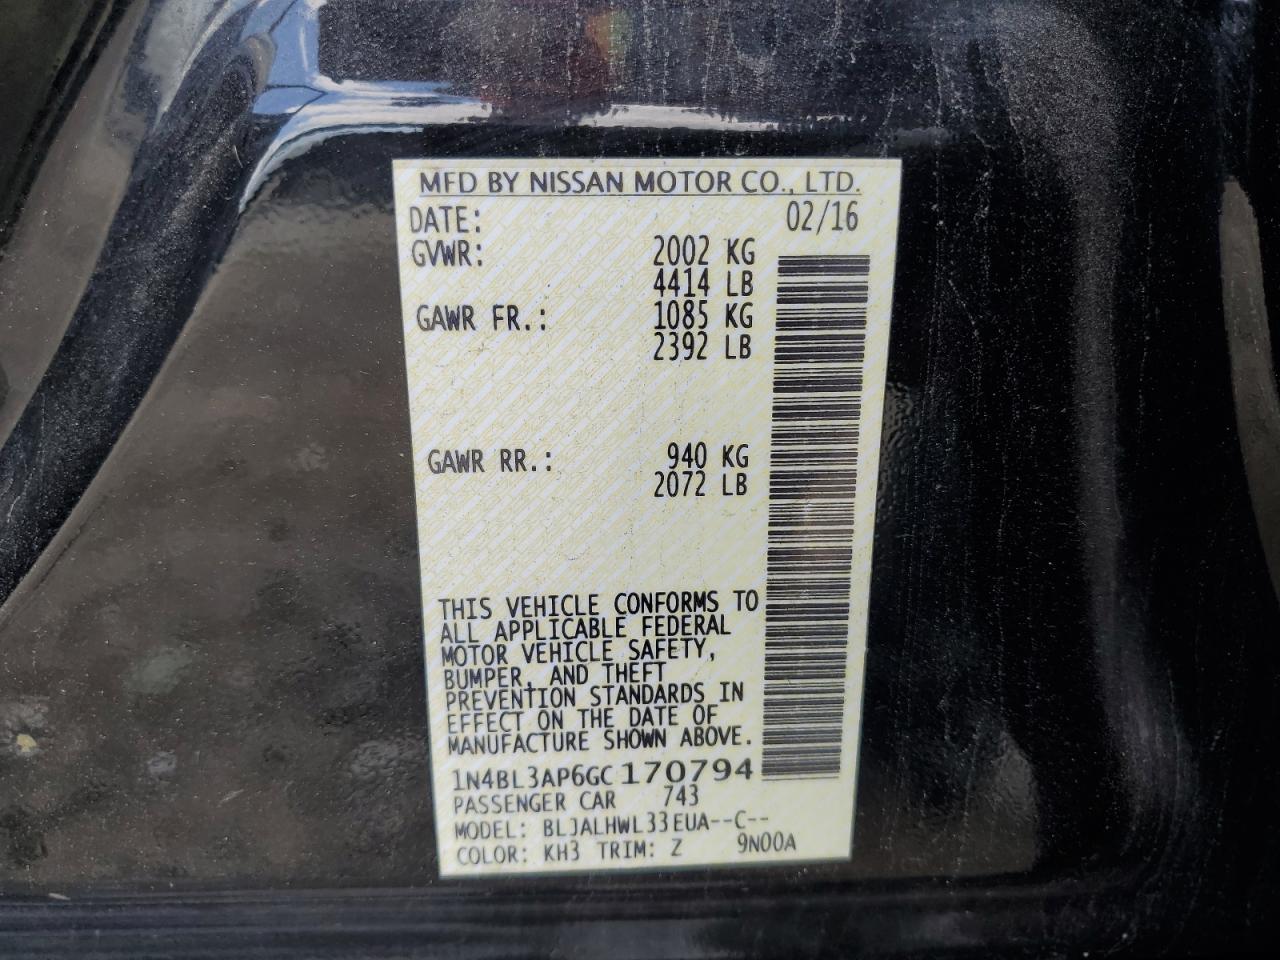 MFD BY NISSAN MOTOR CO., LTD.
DATE: 02/16
GVWR: 2002 KG
4414 LB
GAWR FR.: 1085 KG
2392 LB
GAWR RR.: 940 KG
2072 LB
THIS VEHICLE CONFORMS TO
ALL APPLICABLE FEDERAL
MOTOR VEHICLE SAFETY,
BUMPER, AND THEFT
PREVENTION STANDARDS IN
EFFECT ON THE DATE OF
MANUFACTURE SHOWN ABOVE.
1N4BL3AP6GC170794
PASSENGER CAR 743
MODEL: BLJALHWL33EUA--C--
COLOR: KH3 TRIM: Z 9N00A